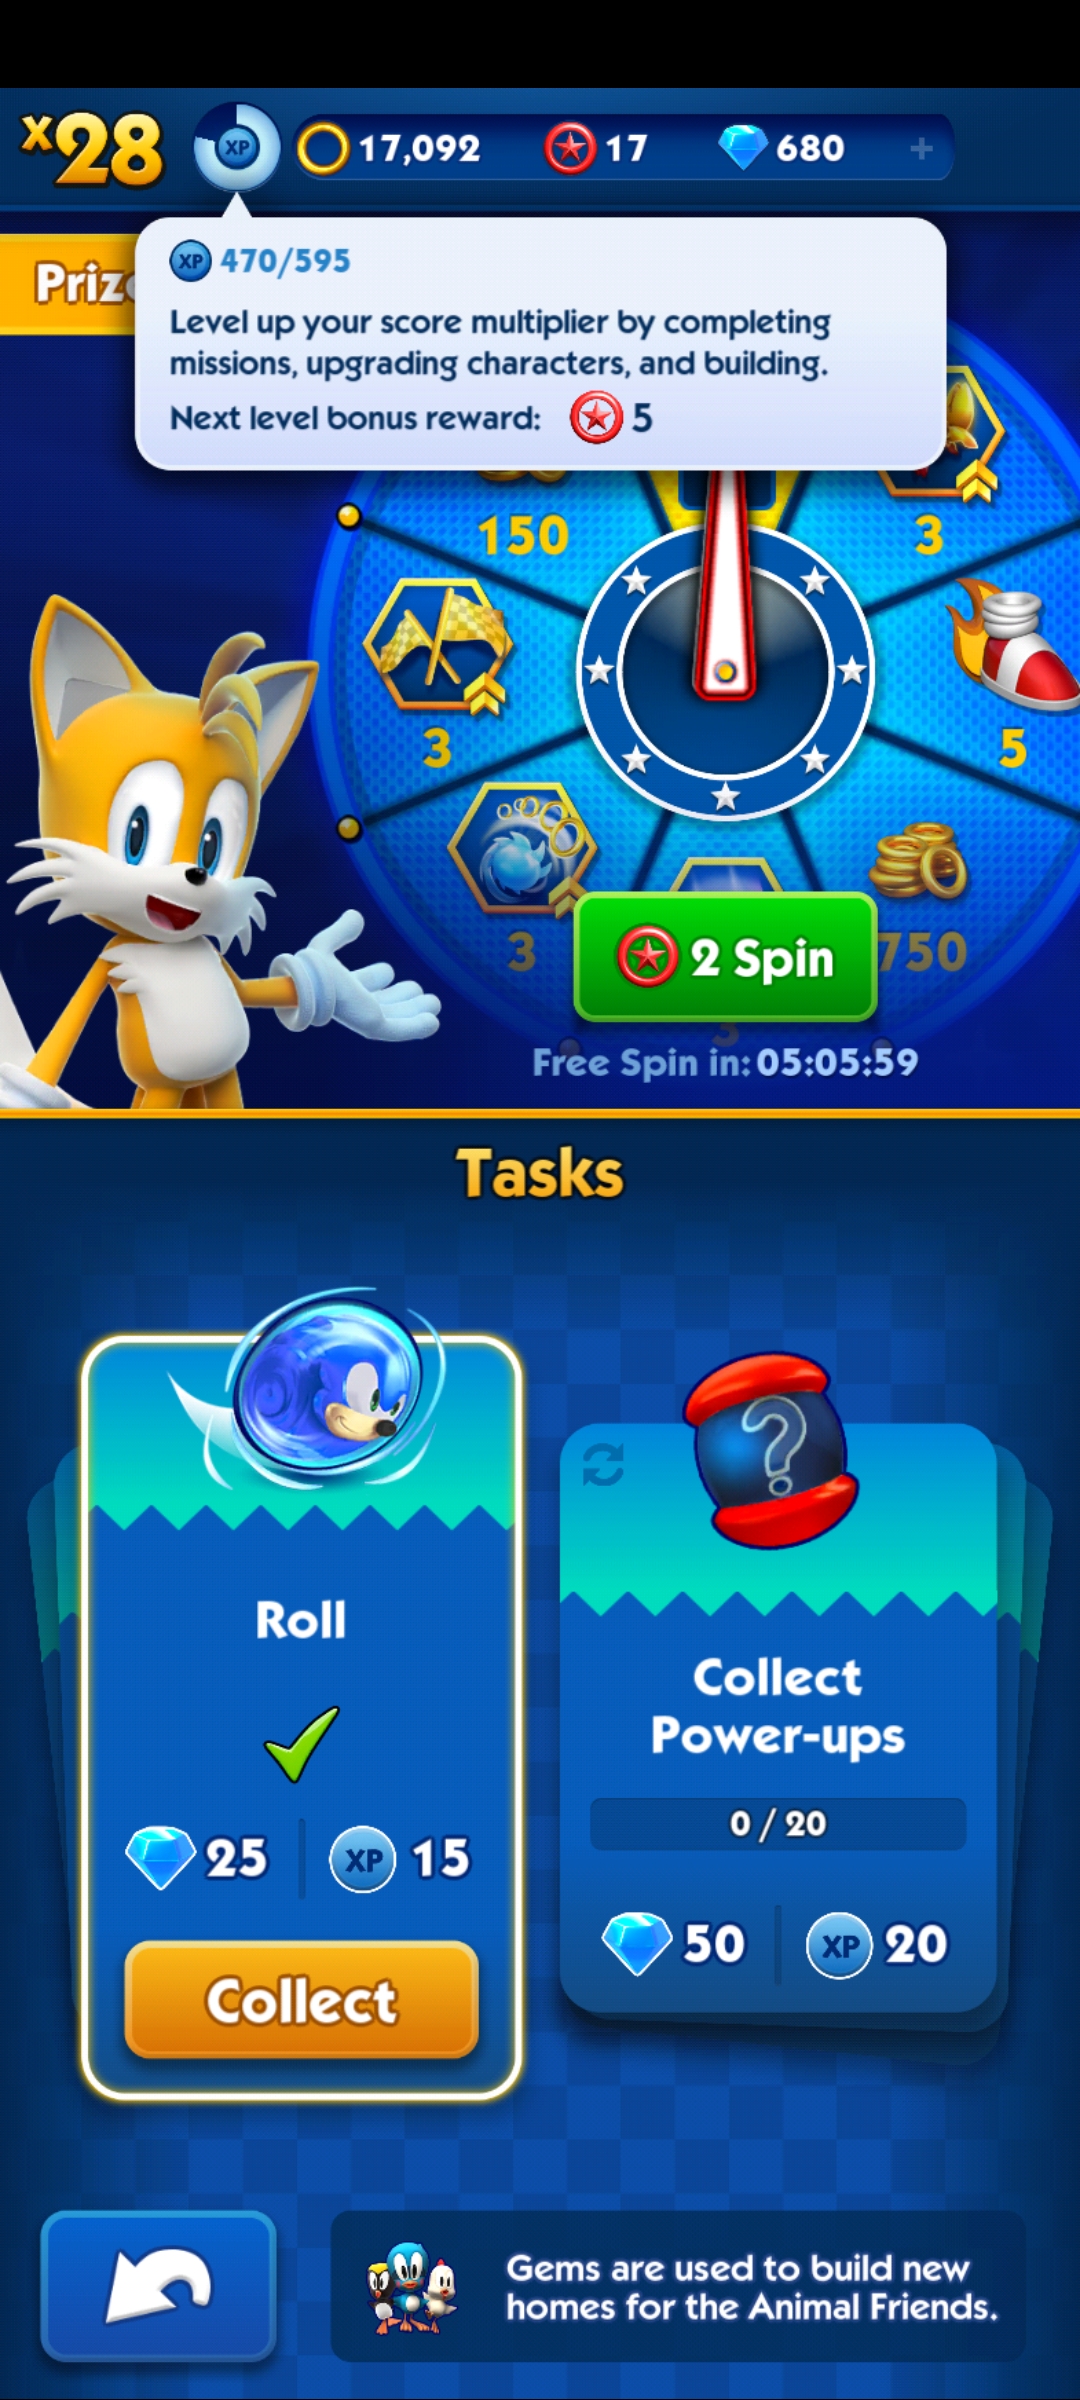 x28
XP
17,092
17
680
+
Priz
XP 470/595
Level up your score multiplier by completing
missions, upgrading characters, and building.
Next level bonus reward: 5
150
3
3
5
3
750
2 Spin
3
Free Spin in: 05:05:59
Tasks
?
Roll
Collect
Power-ups
0 / 20
25
XP 15
50
XP 20
Collect
Gems are used to build new
homes for the Animal Friends.